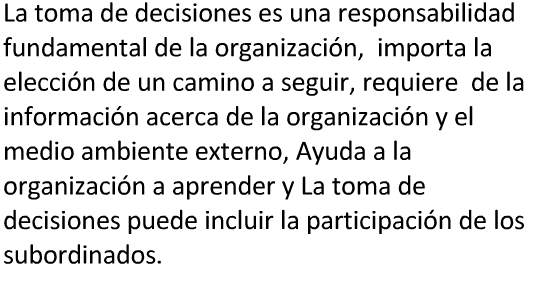 La toma de decisiones es una responsabilidad
fundamental de la organización,  importa la
elección de un camino a seguir, requiere  de la
información acerca de la organización y el
medio ambiente externo, Ayuda a la
organización a aprender y La toma de
decisiones puede incluir la participación de los
subordinados.